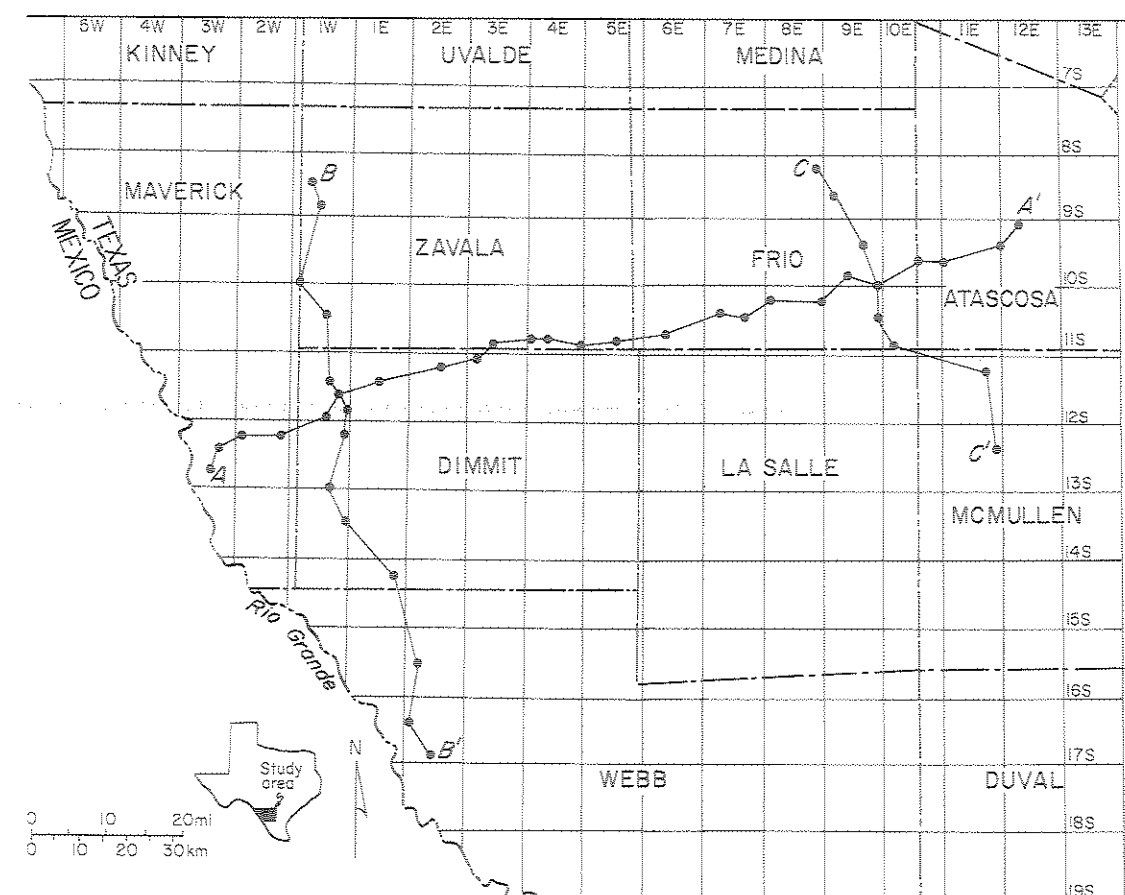 5W 4W 3W 2W 1W 1E 2E 3E 4E 5E 6E 7E 8E 9E 10E 11E 12E 13E
KINNEY UVALDE MEDINA
7S
8S
B C
MAVERICK
A'
9S
TEXAS
MEXICO
ZAVALA FRIO
10S
ATASCOSA
11S
12S
A DIMMIT LA SALLE C'
13S
MCMULLEN
14S
Rio Grande
15S
16S
B'
17S
N
Study
area
WEBB DUVAL
0 10 20mi
0 10 20 30km
18S
19S